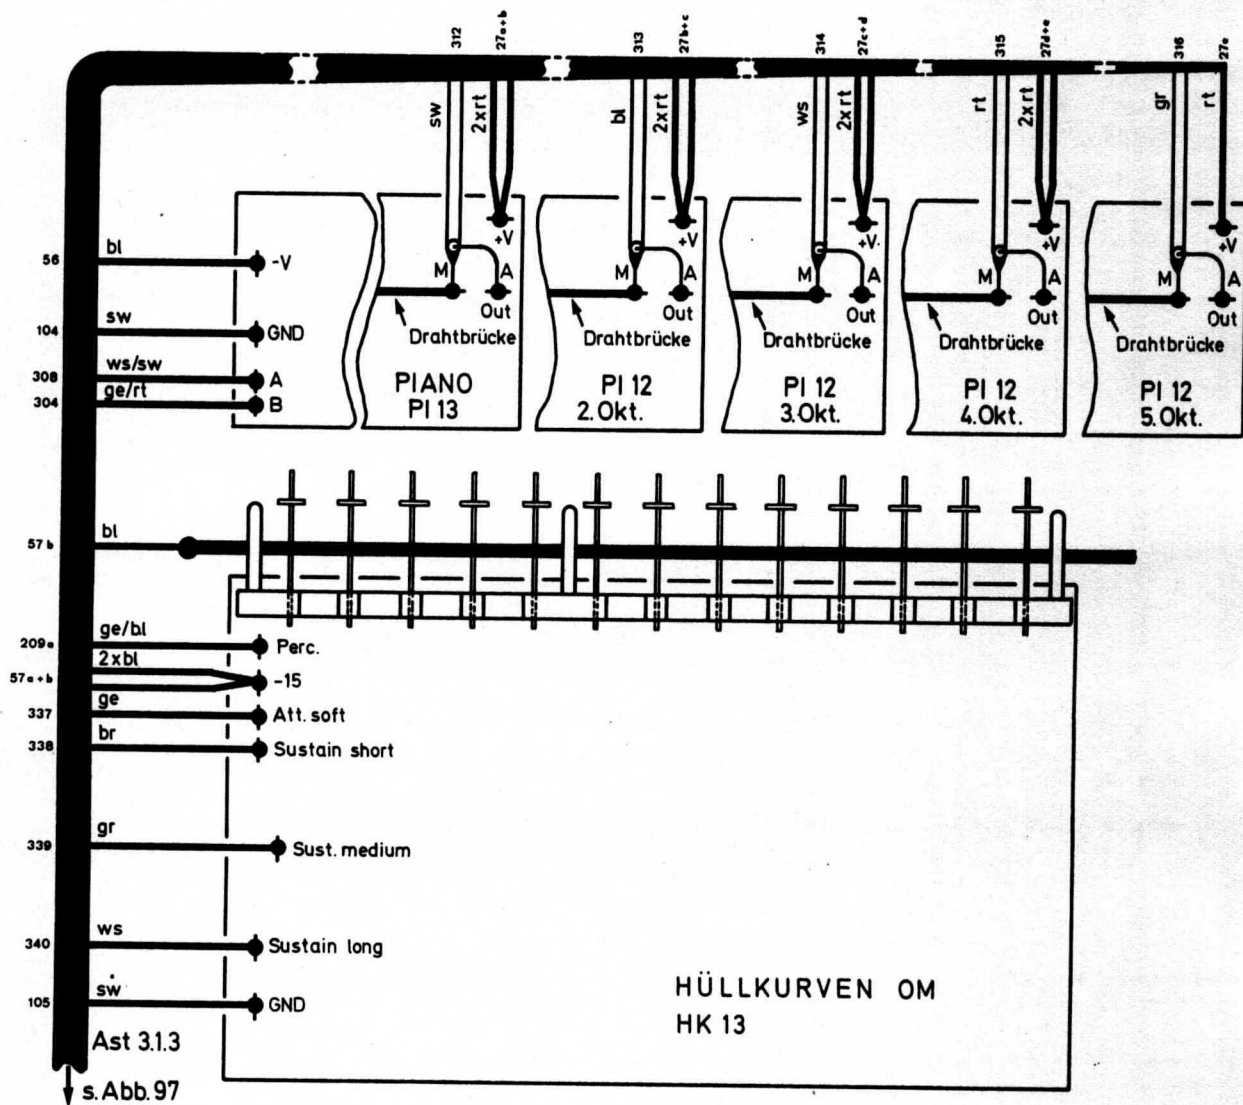 312 27a+b 313 27b+c 314 27c+d 315 27d+e 316 27e
sw 2xrt bl 2xrt ws 2xrt rt 2xrt gr rt
56 bl -V
+V +V +V +V +V
M A M A M A M A M A
104 sw GND
Out Out Out Out Out
Drahtbrücke Drahtbrücke Drahtbrücke Drahtbrücke Drahtbrücke
308 ws/sw A
304 ge/rt B
PIANO PI 12 PI 12 PI 12 PI 12
PI 13 2.Okt. 3.Okt. 4.Okt. 5.Okt.
57b bl
209a ge/bl Perc.
57a+b 2xbl -15
337 ge Att. soft
338 br Sustain short
339 gr Sust. medium
340 ws Sustain long
105 sw GND
HÜLLKURVEN OM
HK 13
Ast 3.1.3
s. Abb. 97